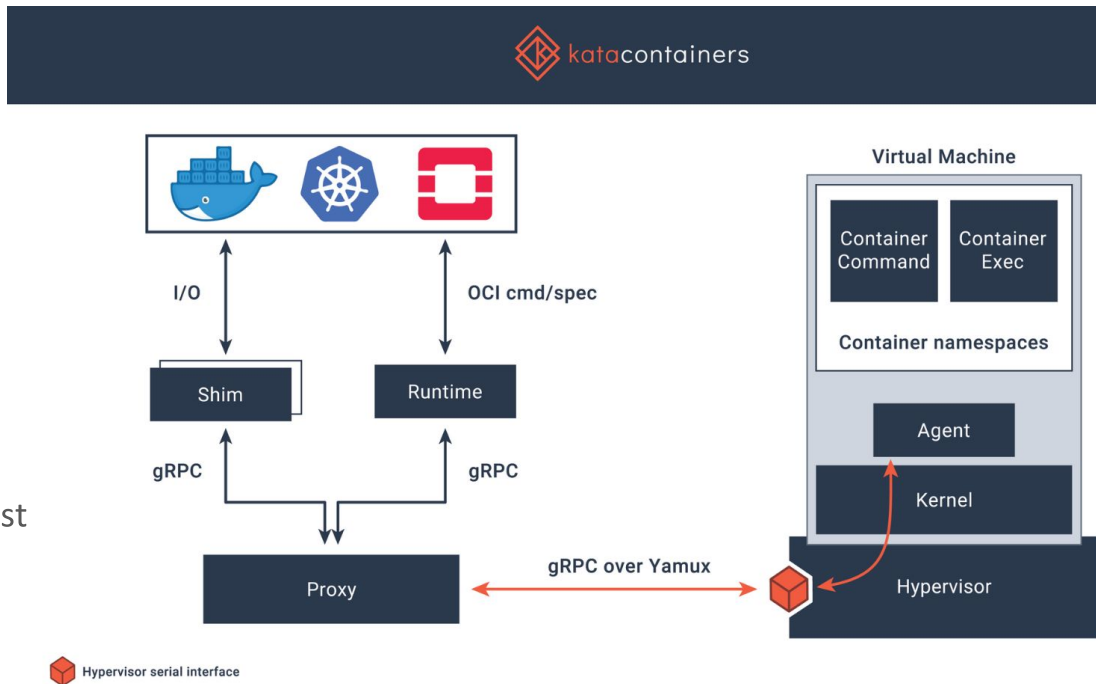 katacontainers
Virtual Machine
Container
Command
Container
Exec
I/O
OCI cmd/spec
Container namespaces
Shim
Runtime
Agent
gRPC
gRPC
Kernel
st
gRPC over Yamux
Proxy
Hypervisor
Hypervisor serial interface